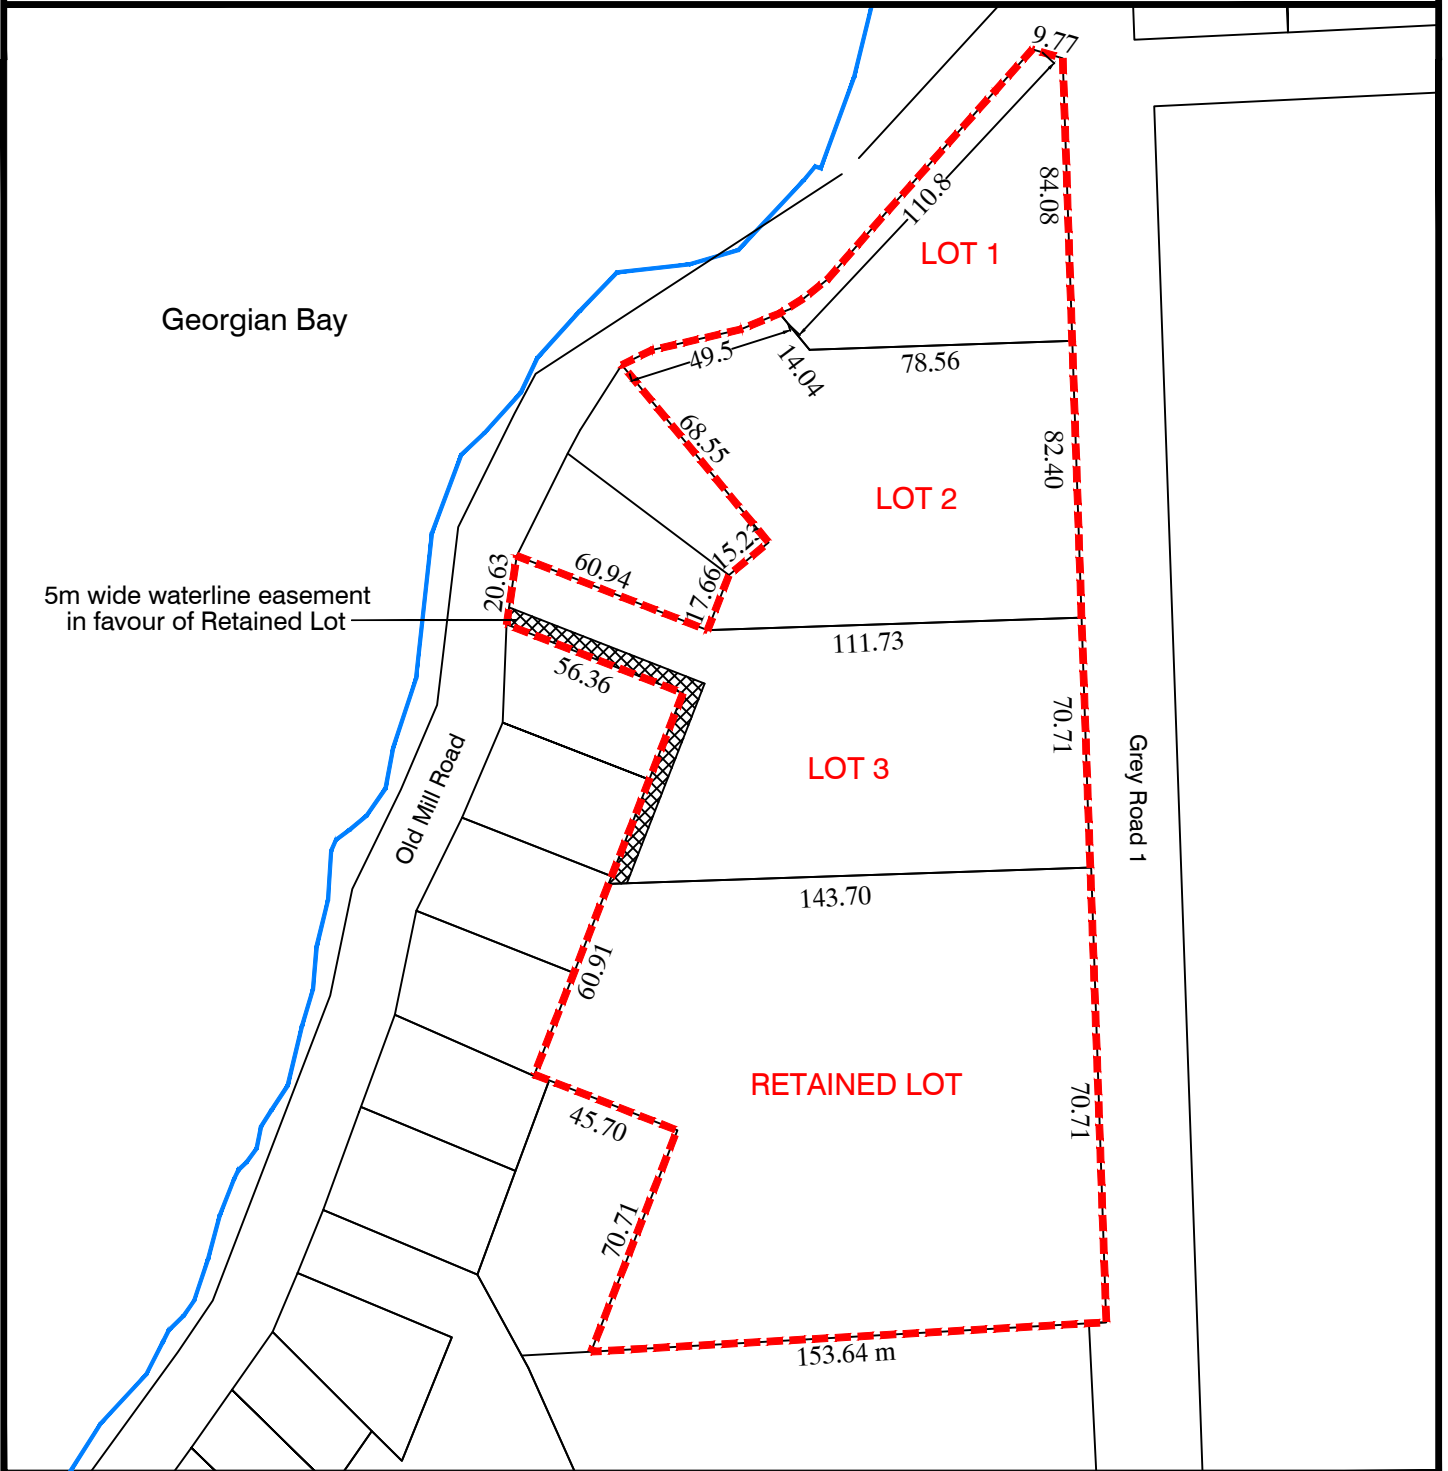 9.77
84.08
110.8
LOT 1
Georgian Bay
49.5
14.04
78.56
68.55
82.40
LOT 2
15.23
60.94
20.63
17.66
5m wide waterline easement
in favour of Retained Lot
111.73
56.36
70.71
LOT 3
Grey Road 1
Old Mill Road
143.70
60.91
RETAINED LOT
70.71
45.70
70.71
153.64 m